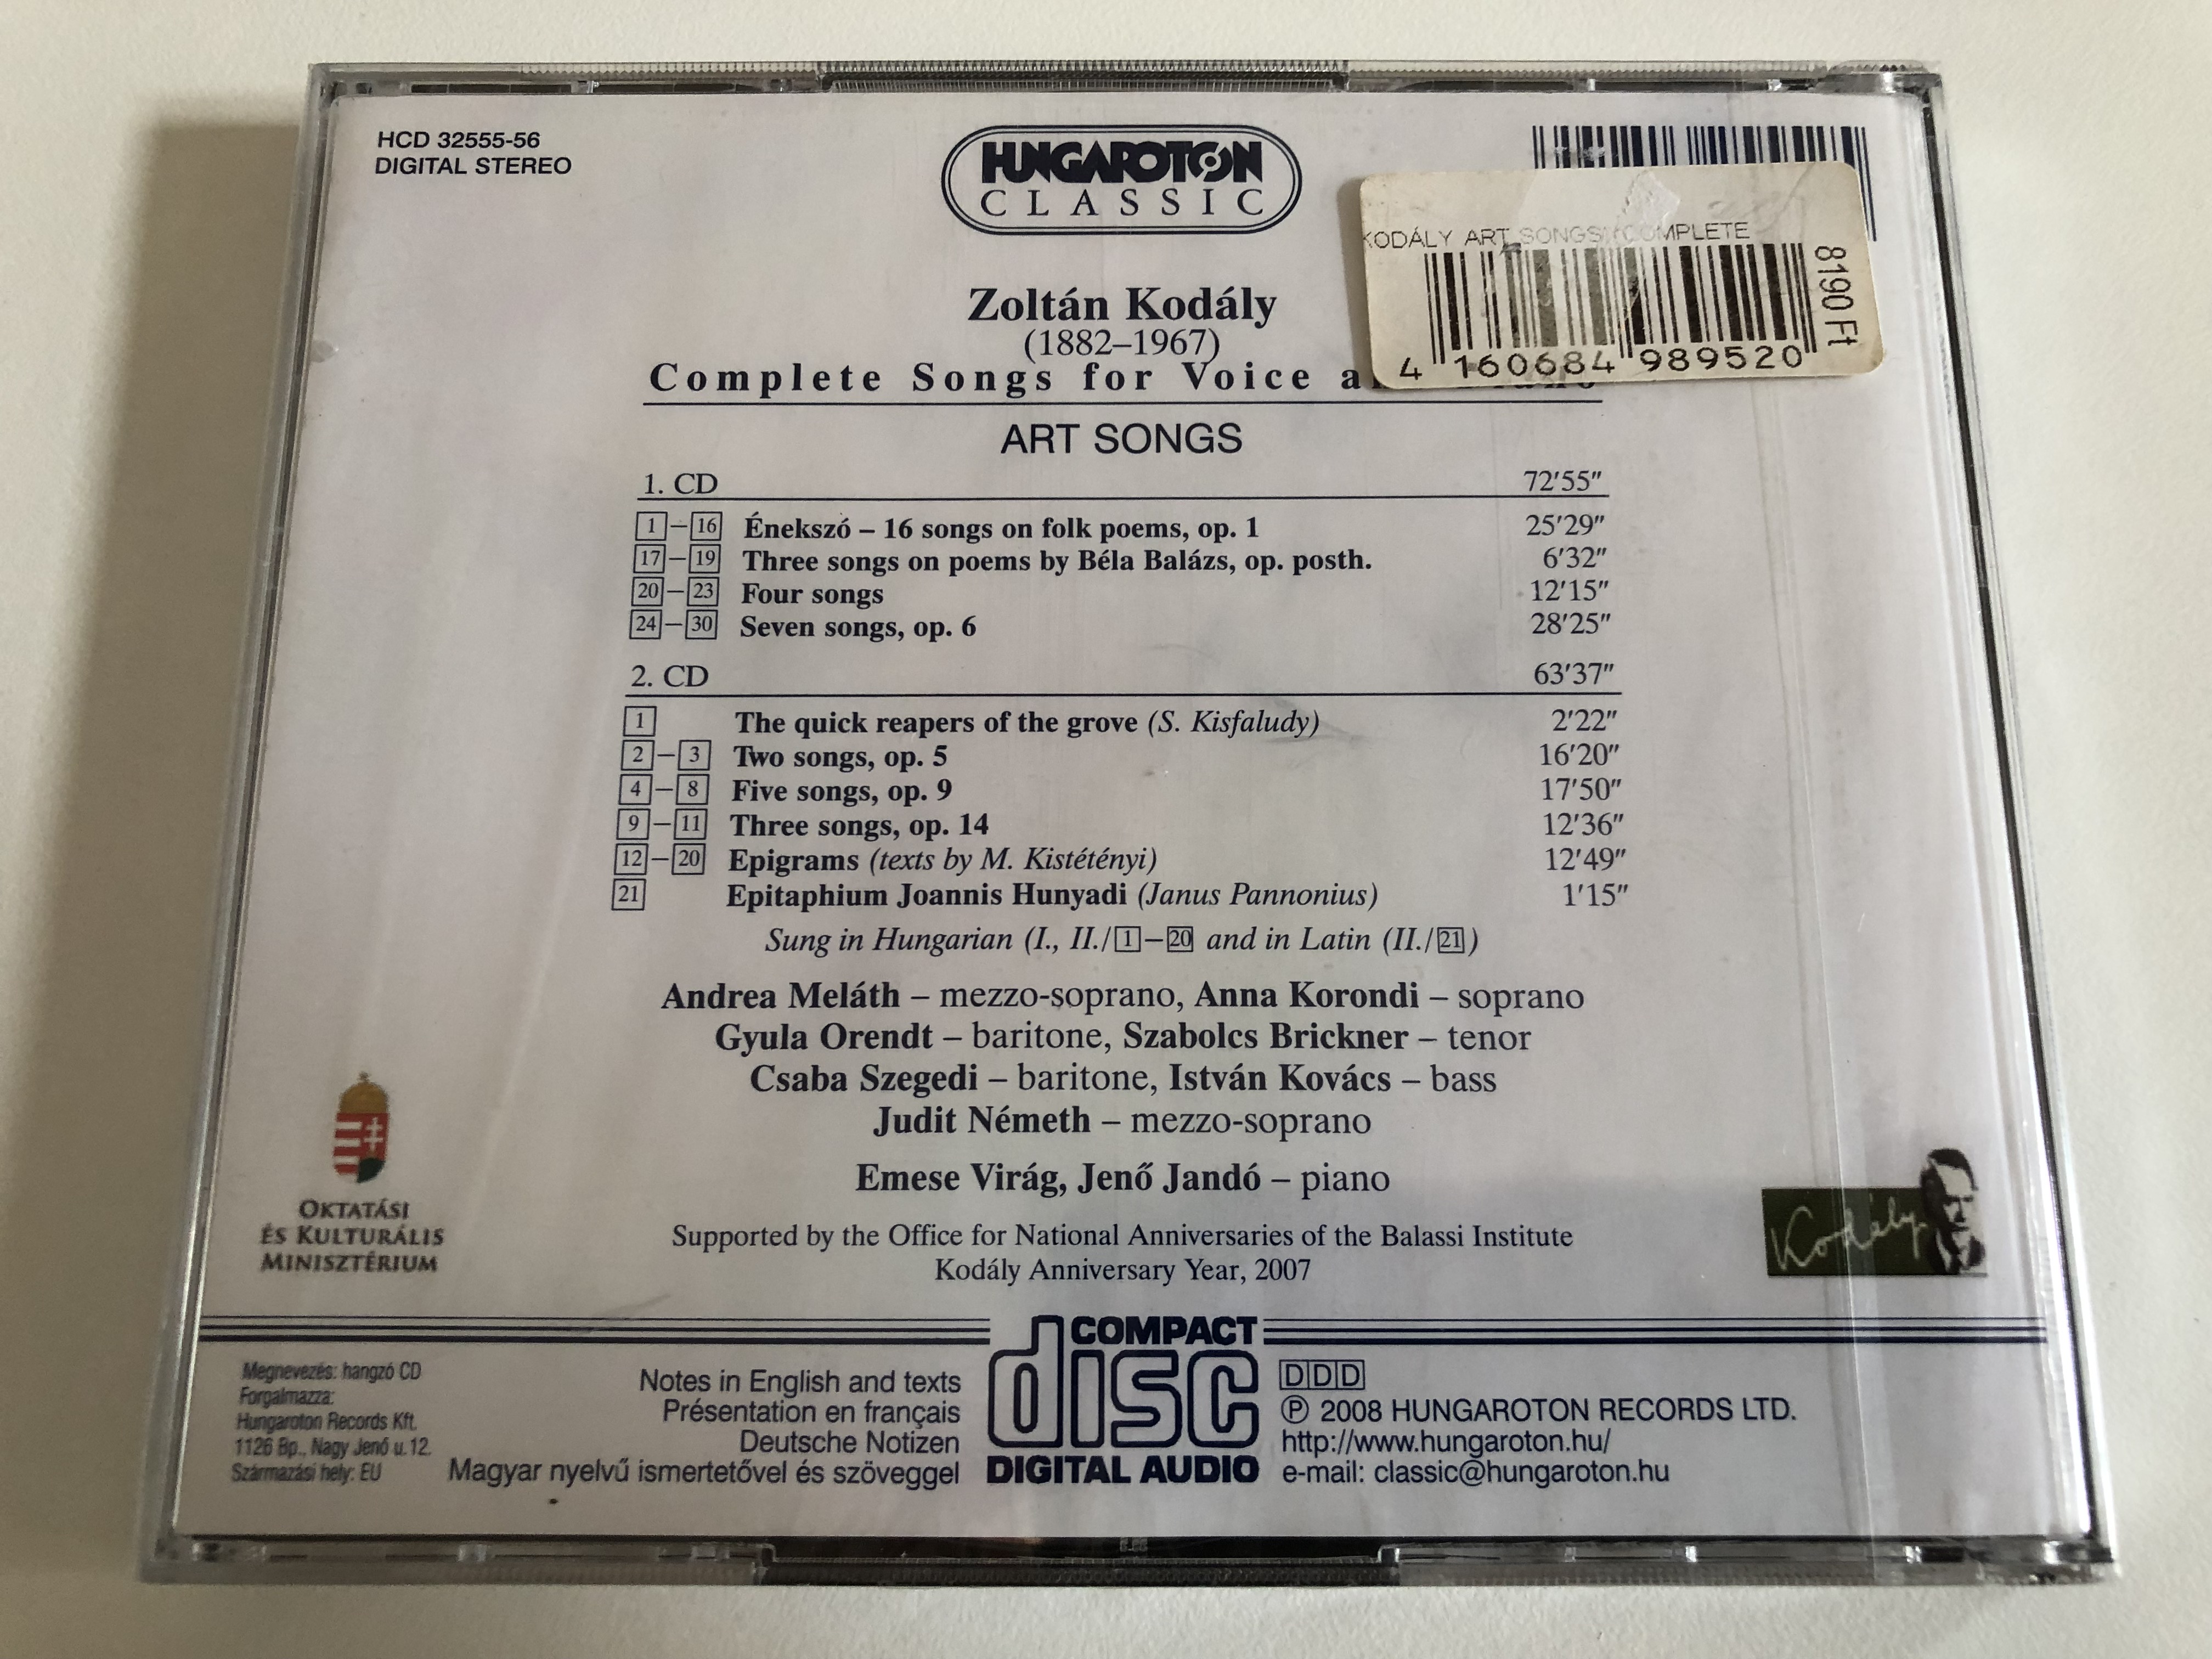 HCD 32555-56
DIGITAL STEREO
HUNGAROTON
CLASSIC
KODÁLY ART SONGS COMPLETE
8190 Ft
4 160684 989520
Zoltán Kodály
(1882–1967)
Complete Songs for Voice
ART SONGS
1. CD 72'55"
1–16 Énekszó – 16 songs on folk poems, op. 1 25'29"
17–19 Three songs on poems by Béla Balázs, op. posth. 6'32"
20–23 Four songs 12'15"
24–30 Seven songs, op. 6 28'25"
2. CD 63'37"
1 The quick reapers of the grove (S. Kisfaludy) 2'22"
2–3 Two songs, op. 5 16'20"
4–8 Five songs, op. 9 17'50"
9–11 Three songs, op. 14 12'36"
12–20 Epigrams (texts by M. Kistétényi) 12'49"
21 Epitaphium Joannis Hunyadi (Janus Pannonius) 1'15"
Sung in Hungarian (I., II./1–20 and in Latin (II./21)
Andrea Meláth – mezzo-soprano, Anna Korondi – soprano
Gyula Orendt – baritone, Szabolcs Brickner – tenor
Csaba Szegedi – baritone, István Kovács – bass
Judit Németh – mezzo-soprano
Emese Virág, Jenő Jandó – piano
Supported by the Office for National Anniversaries of the Balassi Institute
Kodály Anniversary Year, 2007
OKTATÁSI
ÉS KULTURÁLIS
MINISZTÉRIUM
Kodály
Megnevezés: hangzó CD
Forgalmazza:
Hungaroton Records Kft.
1126 Bp., Nagy Jenő u. 12.
Származási hely: EU
Notes in English and texts
Présentation en français
Deutsche Notizen
Magyar nyelvű ismertetővel és szöveggel
COMPACT
disc
DIGITAL AUDIO
DDD
℗ 2008 HUNGAROTON RECORDS LTD.
http://www.hungaroton.hu/
e-mail: classic@hungaroton.hu